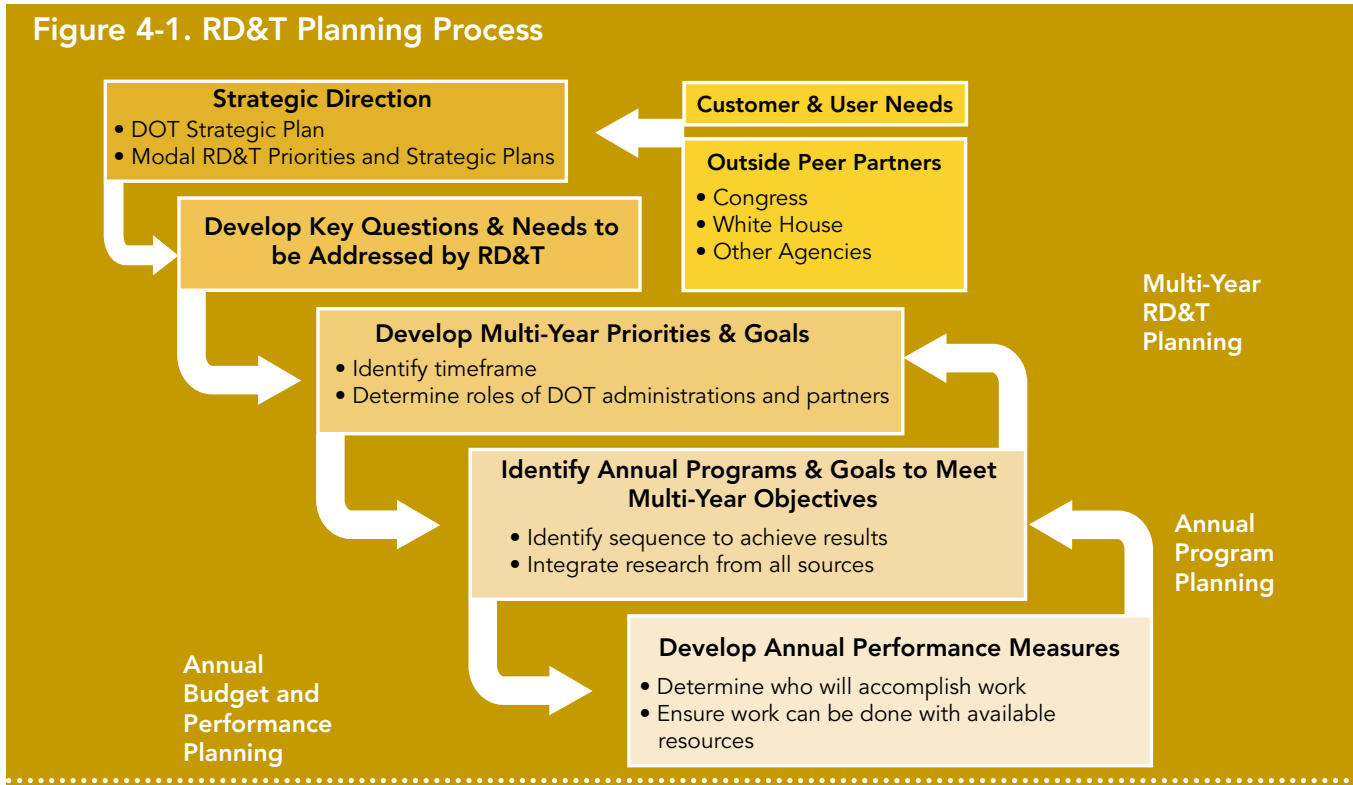 Figure 4-1. RD&T Planning Process
Strategic Direction
• DOT Strategic Plan
• Modal RD&T Priorities and Strategic Plans
Customer & User Needs
Outside Peer Partners
• Congress
• White House
• Other Agencies
Develop Key Questions & Needs to
be Addressed by RD&T
Multi-Year
RD&T
Planning
Develop Multi-Year Priorities & Goals
• Identify timeframe
• Determine roles of DOT administrations and partners
Identify Annual Programs & Goals to Meet
Multi-Year Objectives
• Identify sequence to achieve results
• Integrate research from all sources
Annual
Program
Planning
Develop Annual Performance Measures
• Determine who will accomplish work
• Ensure work can be done with available
resources
Annual
Budget and
Performance
Planning